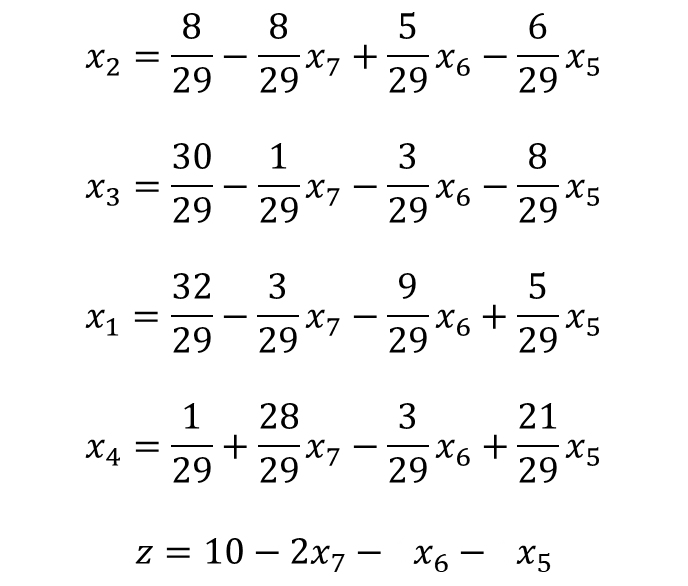 x₂ = 8/29 − 8/29 x₇ + 5/29 x₆ − 6/29 x₅
x₃ = 30/29 − 1/29 x₇ − 3/29 x₆ − 8/29 x₅
x₁ = 32/29 − 3/29 x₇ − 9/29 x₆ + 5/29 x₅
x₄ = 1/29 + 28/29 x₇ − 3/29 x₆ + 21/29 x₅
z = 10 − 2x₇ − x₆ − x₅